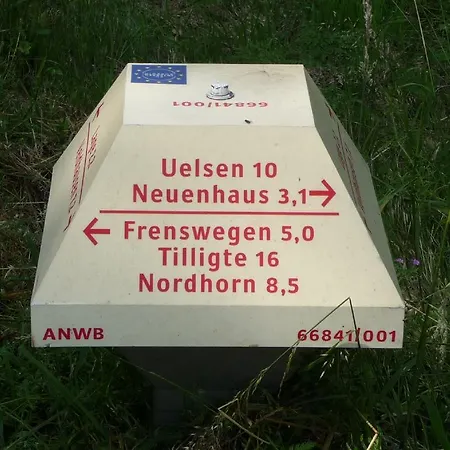 66841/001
Uelsen 10
Neuenhaus 3,1
Frenswegen 5,0
Tilligte 16
Nordhorn 8,5
ANWB 66841/001